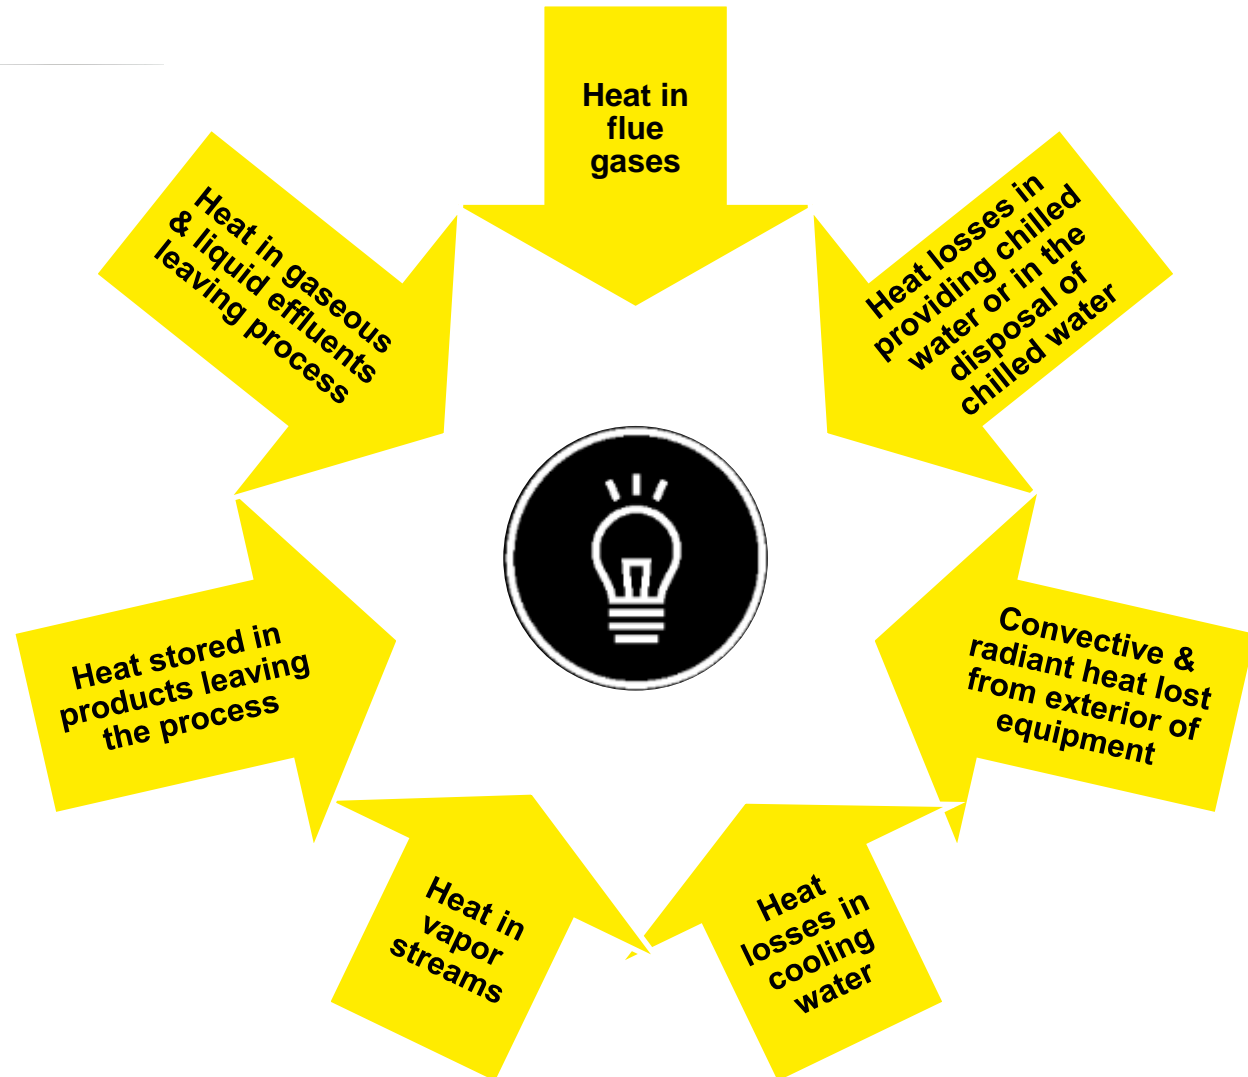 Heat in
flue
gases
Heat losses in
providing chilled
water or in the
disposal of
chilled water
Convective &
radiant heat lost
from exterior of
equipment
Heat
losses in
cooling
water
Heat in
vapor
streams
Heat stored in
products leaving
the process
Heat in gaseous
& liquid effluents
leaving process